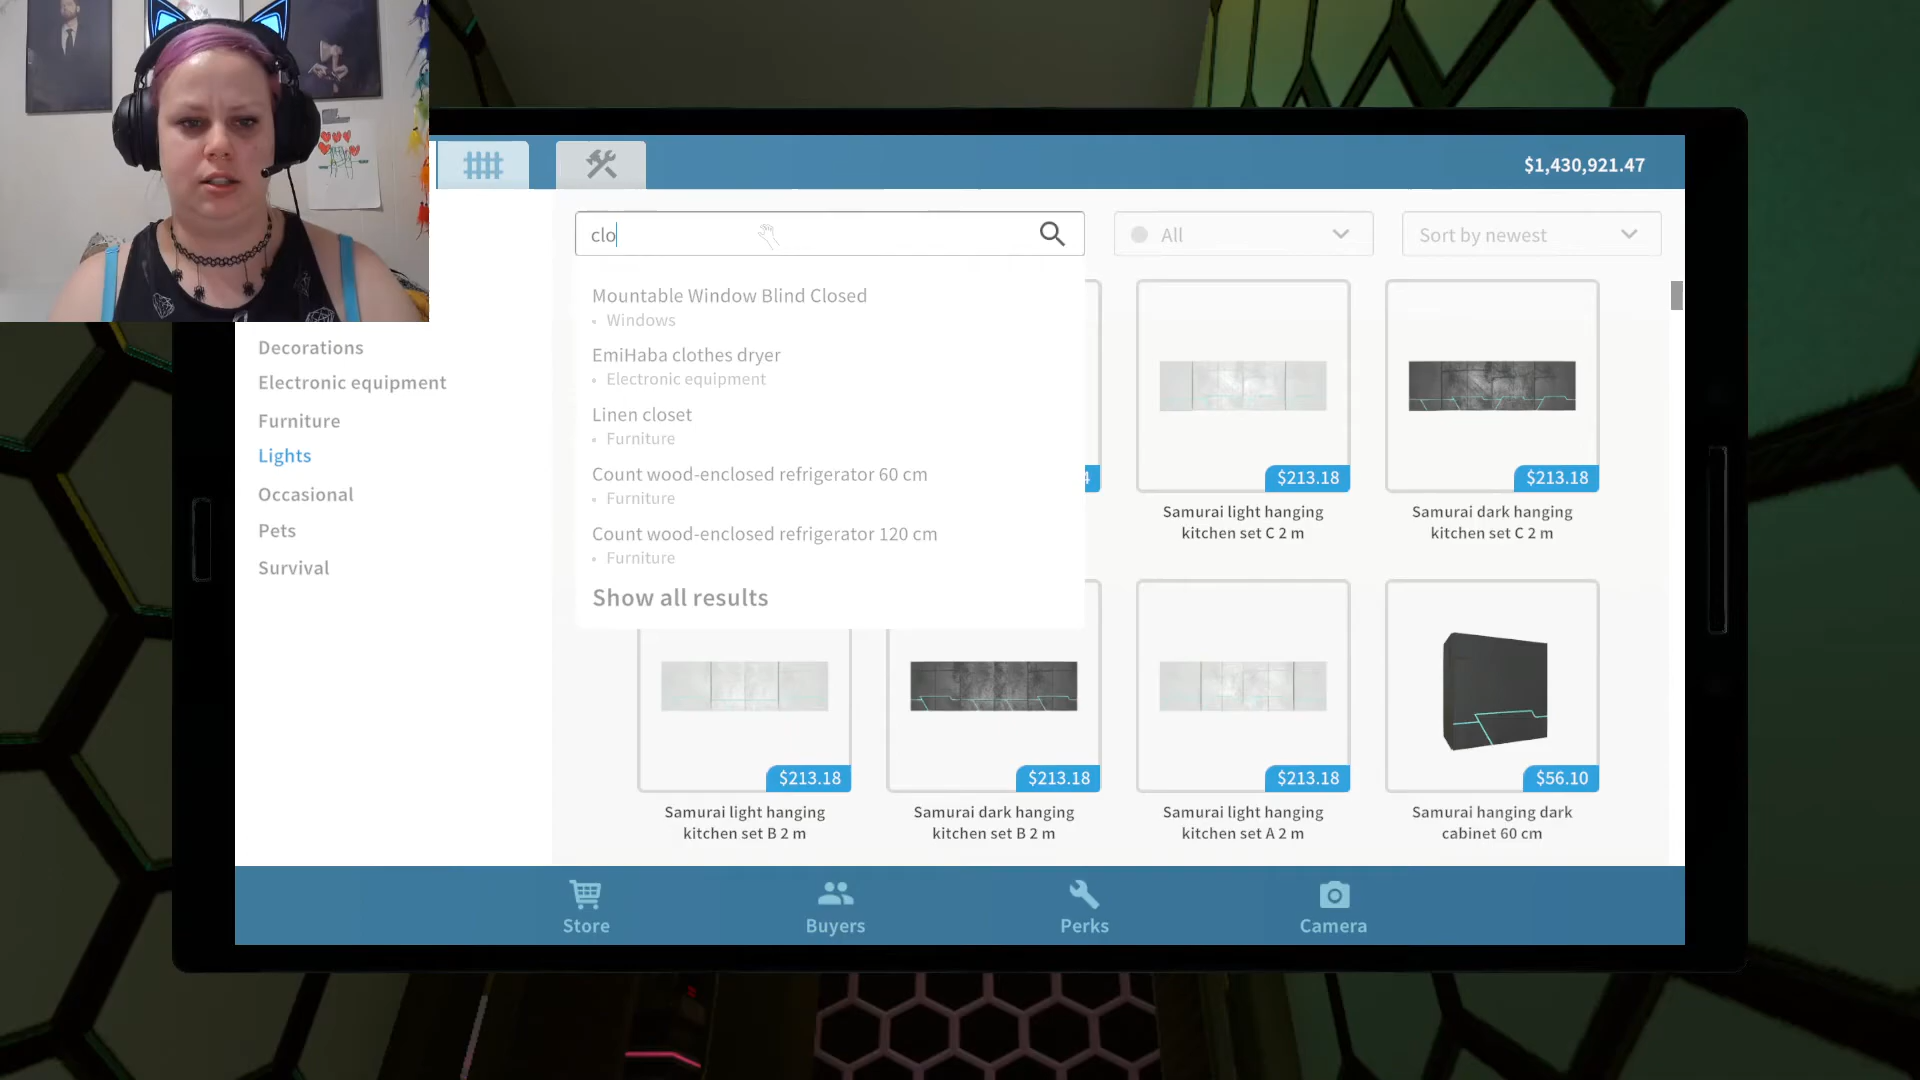 $1,430,921.47
clo
All
Sort by newest
Mountable Window Blind Closed
Windows
EmiHaba clothes dryer
Electronic equipment
Linen closet
Furniture
Count wood-enclosed refrigerator 60 cm
Furniture
Count wood-enclosed refrigerator 120 cm
Furniture
Show all results
Decorations
Electronic equipment
Furniture
Lights
Occasional
Pets
Survival
4
$213.18
$213.18
Samurai light hanging
kitchen set C 2 m
Samurai dark hanging
kitchen set C 2 m
$213.18
$213.18
$213.18
$56.10
Samurai light hanging
kitchen set B 2 m
Samurai dark hanging
kitchen set B 2 m
Samurai light hanging
kitchen set A 2 m
Samurai hanging dark
cabinet 60 cm
Store
Buyers
Perks
Camera